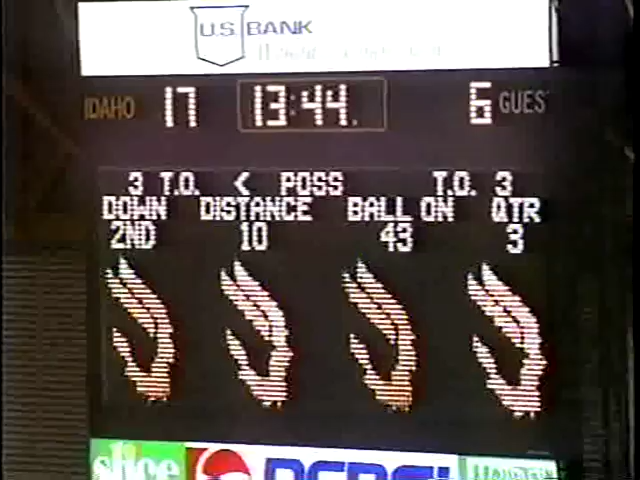 U.S. BANK
IDAHO 17 13:44. 6 GUES
3 T.O. < POSS T.O. 3
DOWN DISTANCE BALL ON QTR
2ND 10 43 3
slice PEPSI